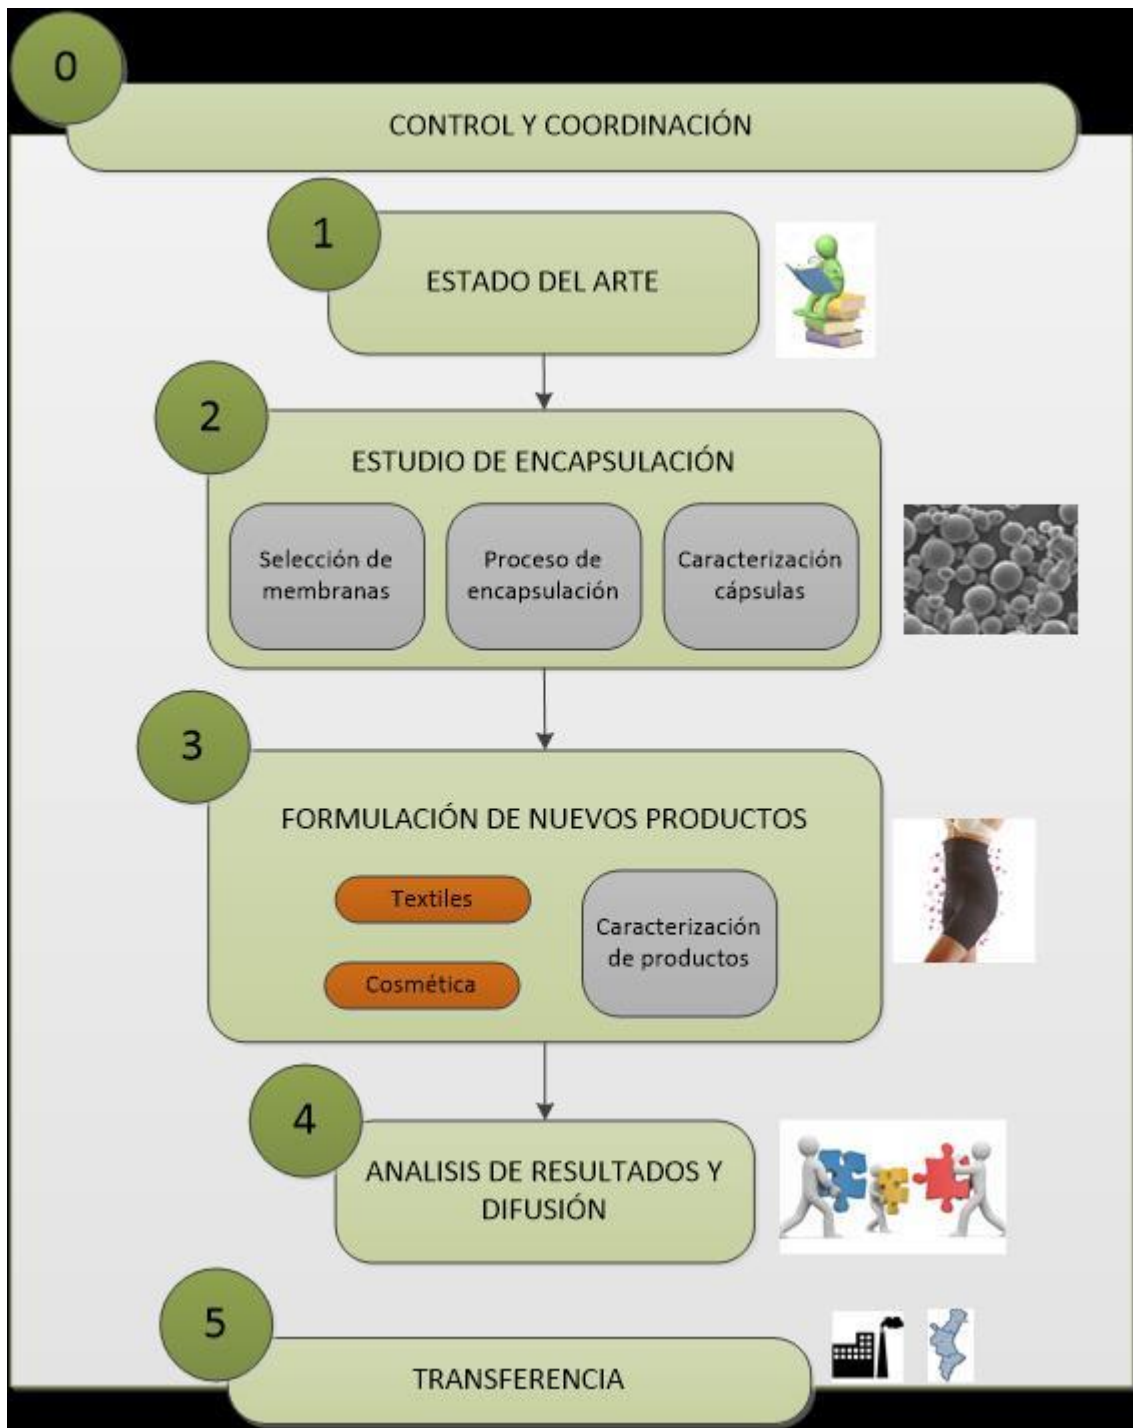 0
CONTROL Y COORDINACIÓN
1
ESTADO DEL ARTE
2
ESTUDIO DE ENCAPSULACIÓN
Selección de
membranas
Proceso de
encapsulación
Caracterización
cápsulas
3
FORMULACIÓN DE NUEVOS PRODUCTOS
Textiles
Cosmética
Caracterización
de productos
4
ANALISIS DE RESULTADOS Y
DIFUSIÓN
5
TRANSFERENCIA